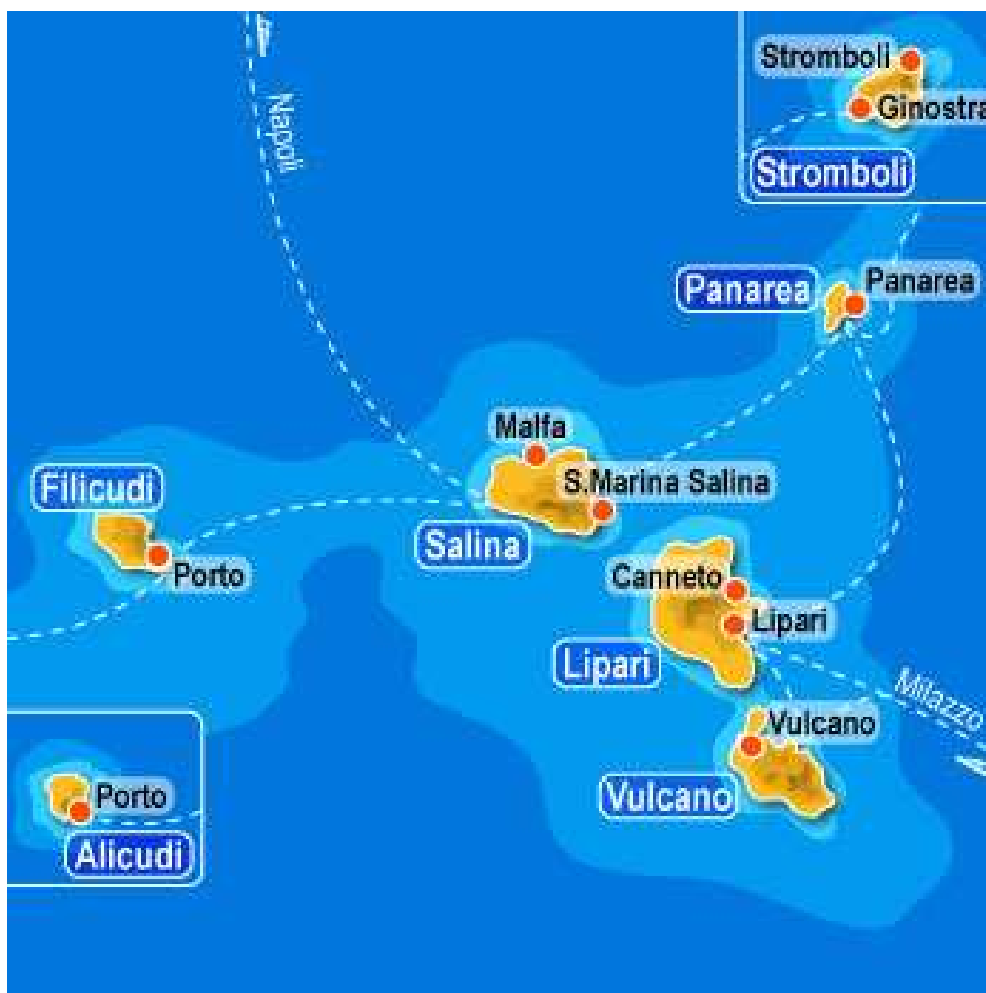 Stromboli
Ginostra
Stromboli
Napoli
Panarea
Panarea
Malfa
S.Marina Salina
Filicudi
Salina
Porto
Canneto
Lipari
Lipari
Milazzo
Vulcano
Vulcano
Porto
Alicudi